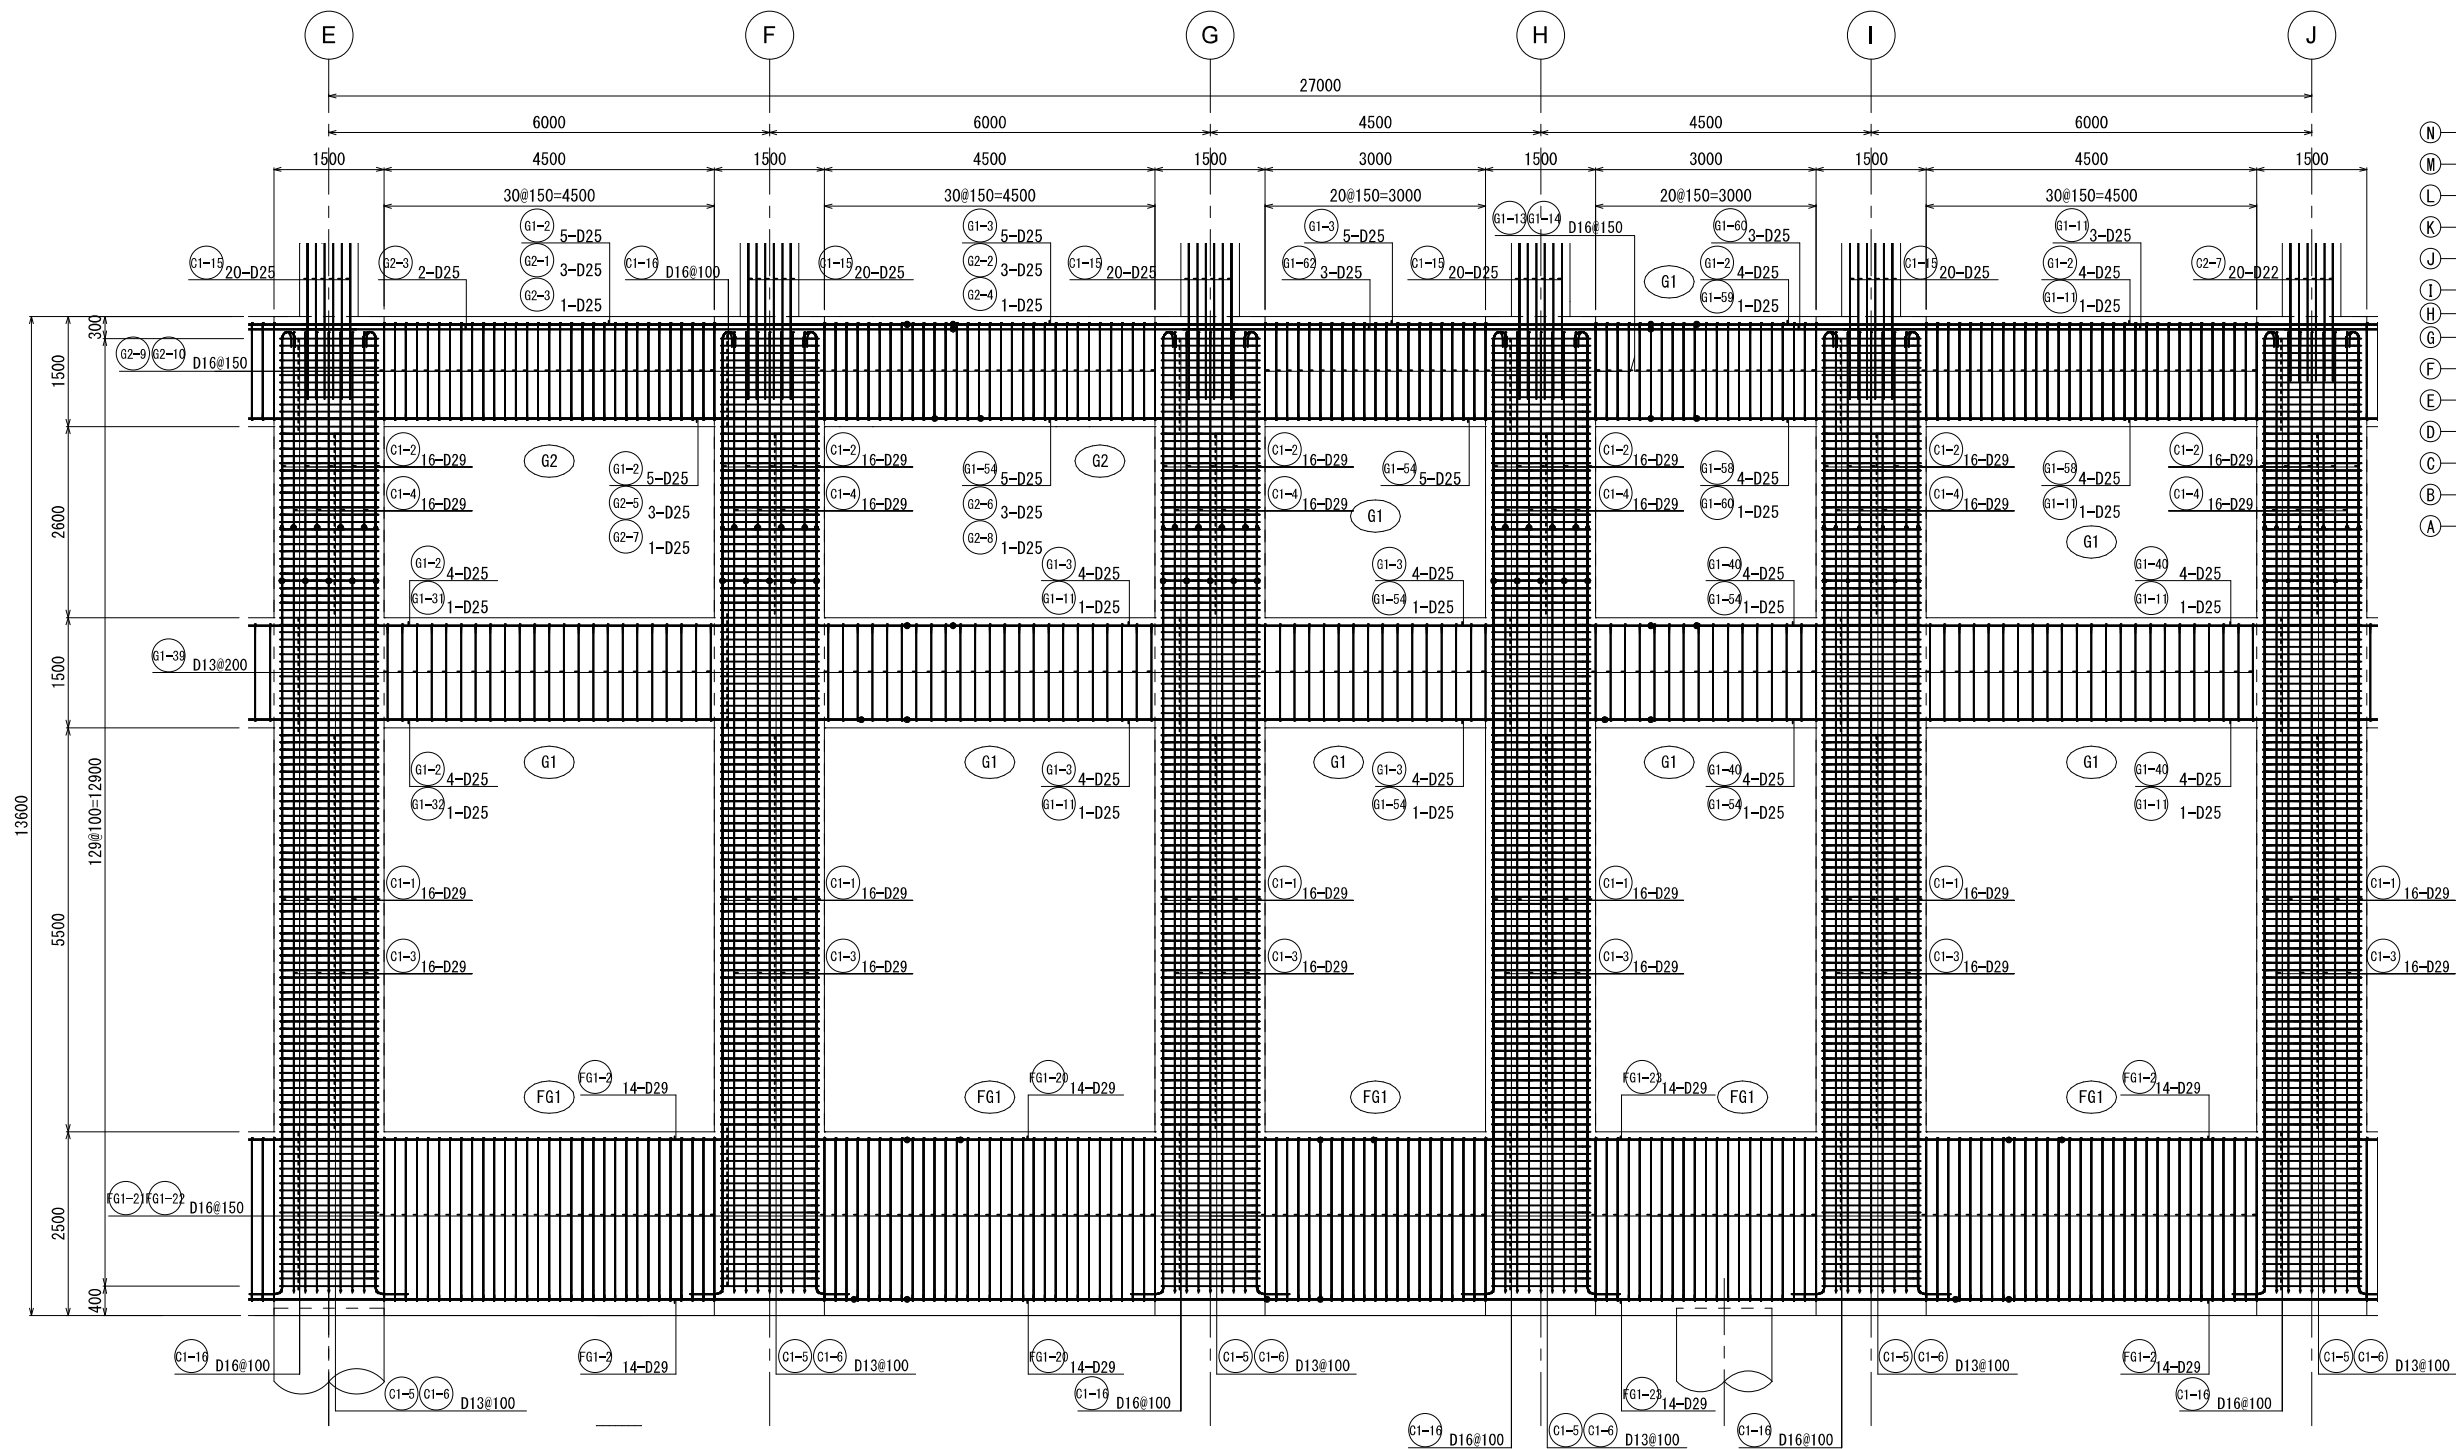 E F G H I J
27000
6000 6000 4500 4500 6000
1500 4500 1500 4500 1500 3000 1500 3000 1500 4500 1500
30@150=4500 30@150=4500 20@150=3000 20@150=3000 30@150=4500
G1-2 5-D25
G2-1 3-D25
G2-3 1-D25
G1-3 5-D25
G2-2 3-D25
G2-4 1-D25
G1-3 5-D25
G1-62 3-D25
G1-13 G1-14 D16@150
G1-60 3-D25
G1-2 4-D25
G1-59 1-D25
G1-11 3-D25
G1-2 4-D25
G1-11 1-D25
C1-15 20-D25
G2-3 2-D25
C1-16 D16@100
C1-15 20-D25
C1-15 20-D25
C1-15 20-D25
G1
C1-15 20-D25
C2-7 20-D22
N
M
L
K
J
I
H
G
F
E
D
C
B
A
300
1500
2600
1500
5500
2500
400
13600
129@100=12900
G2-9 G2-10 D16@150
C1-2 16-D29
C1-4 16-D29
G2
G1-2 5-D25
G2-5 3-D25
G2-7 1-D25
C1-2 16-D29
C1-4 16-D29
G1-54 5-D25
G2-6 3-D25
G2-8 1-D25
G2
C1-2 16-D29
C1-4 16-D29
G1-54 5-D25
G1
C1-2 16-D29
C1-4 16-D29
G1-58 4-D25
G1-60 1-D25
C1-2 16-D29
C1-4 16-D29
G1-58 4-D25
G1-11 1-D25
G1
C1-2 16-D29
C1-4 16-D29
G1-2 4-D25
G1-31 1-D25
G1-3 4-D25
G1-11 1-D25
G1-3 4-D25
G1-54 1-D25
G1-40 4-D25
G1-54 1-D25
G1-40 4-D25
G1-11 1-D25
G1-39 D13@200
G1-2 4-D25
G1-32 1-D25
G1
G1
G1-3 4-D25
G1-11 1-D25
G1
G1-3 4-D25
G1-54 1-D25
G1
G1-40 4-D25
G1-54 1-D25
G1
G1-40 4-D25
G1-11 1-D25
C1-1 16-D29
C1-1 16-D29
C1-1 16-D29
C1-1 16-D29
C1-1 16-D29
C1-1 16-D29
C1-3 16-D29
C1-3 16-D29
C1-3 16-D29
C1-3 16-D29
C1-3 16-D29
C1-3 16-D29
FG1
FG1-2 14-D29
FG1
FG1-20 14-D29
FG1
FG1-23 14-D29
FG1
FG1
FG1-2 14-D29
FG1-21 FG1-22 D16@150
C1-16 D16@100
C1-5 C1-6 D13@100
FG1-2 14-D29
C1-5 C1-6 D13@100
FG1-20 14-D29
C1-16 D16@100
C1-5 C1-6 D13@100
C1-16 D16@100
C1-5 C1-6 D13@100
FG1-23 14-D29
C1-16 D16@100
C1-5 C1-6 D13@100
FG1-2 14-D29
C1-16 D16@100
C1-5 C1-6 D13@100